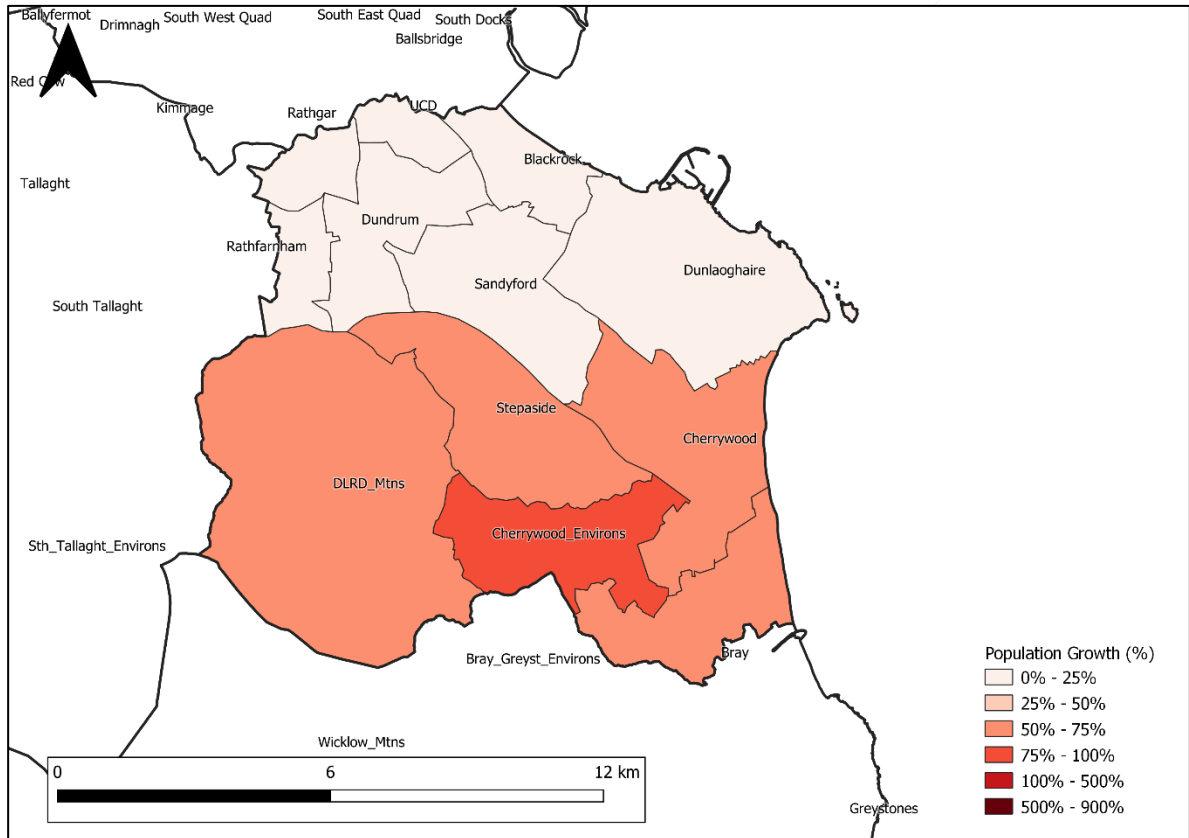 Ballyfermot
Drimnagh
South West Quad
South East Quad
South Docks
Ballsbridge
Red Cow
Kimmage
Rathgar
UCD
Blackrock
Tallaght
Dundrum
Rathfarnham
Dunlaoghaire
Sandyford
South Tallaght
Stepaside
Cherrywood
DLRD_Mtns
Cherrywood_Environs
Sth_Tallaght_Environs
Bray_Greyst_Environs
Bray
Wicklow_Mtns
Greystones
0 6 12 km
Population Growth (%)
0% - 25%
25% - 50%
50% - 75%
75% - 100%
100% - 500%
500% - 900%